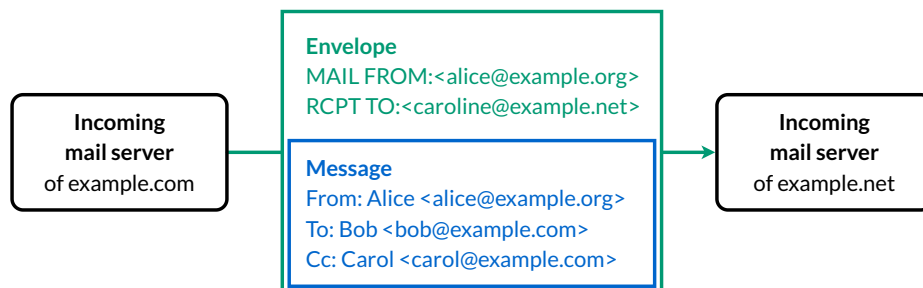 Incoming
mail server
of example.com
Envelope
MAIL FROM:<alice@example.org>
RCPT TO:<caroline@example.net>
Message
From: Alice <alice@example.org>
To: Bob <bob@example.com>
Cc: Carol <carol@example.com>
Incoming
mail server
of example.net